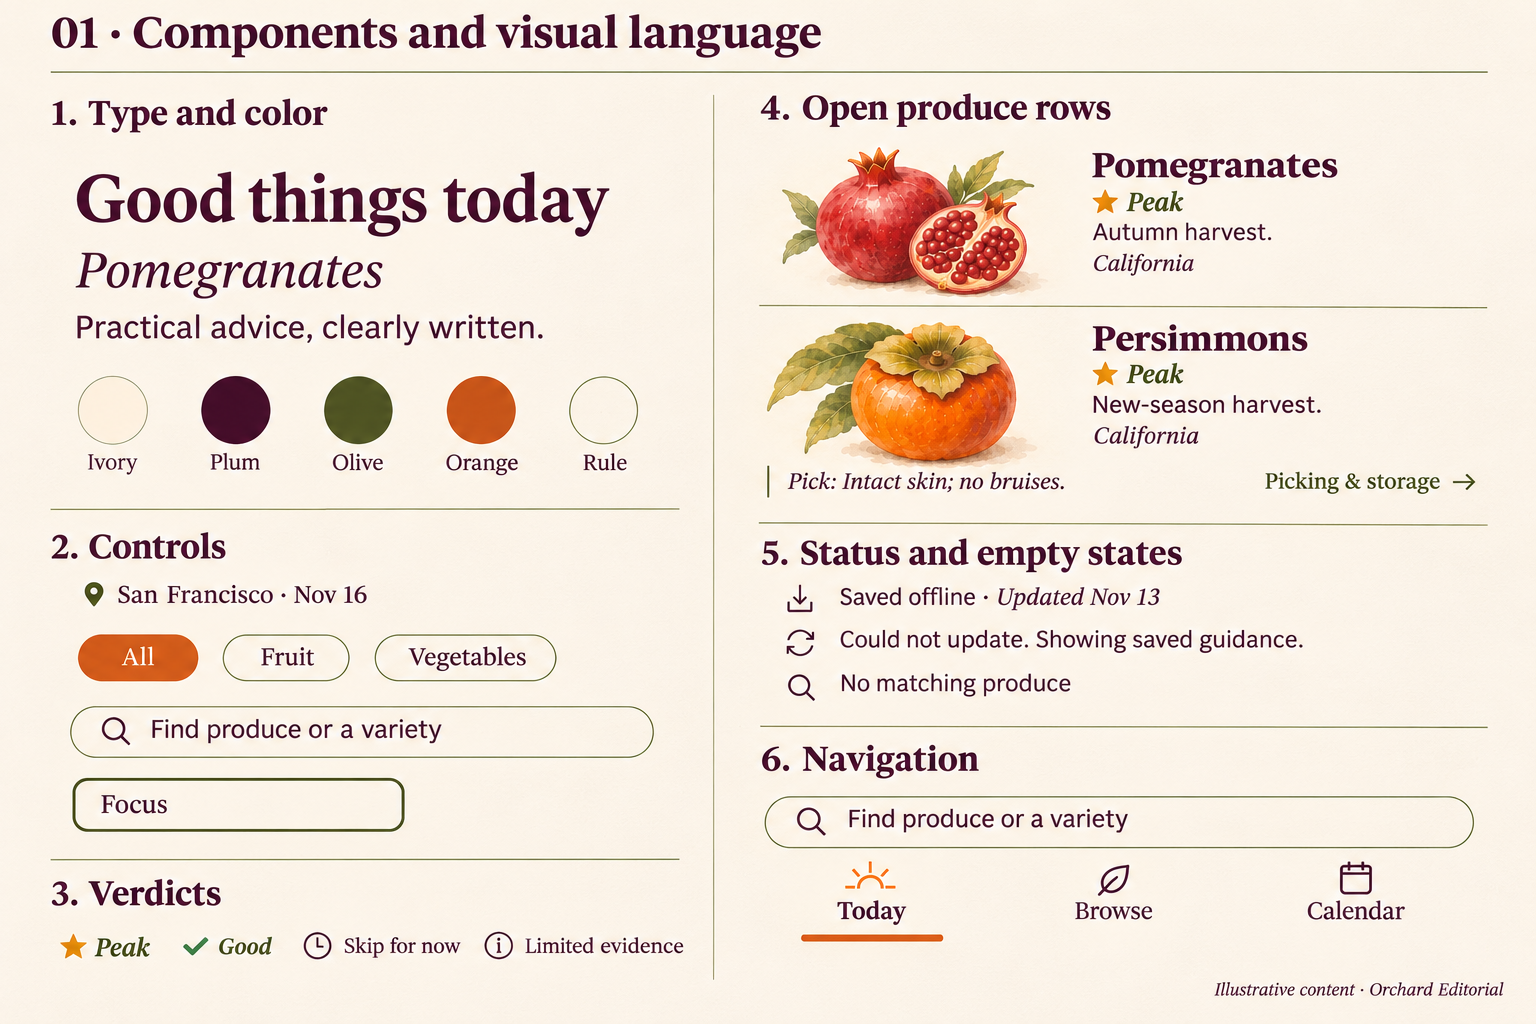 01 · Components and visual language
1. Type and color
Good things today
Pomegranates
Practical advice, clearly written.
Ivory
Plum
Olive
Orange
Rule
2. Controls
San Francisco · Nov 16
All
Fruit
Vegetables
Find produce or a variety
Focus
3. Verdicts
Peak
Good
Skip for now
Limited evidence
4. Open produce rows
Pomegranates
Peak
Autumn harvest.
California
Persimmons
Peak
New-season harvest.
California
Pick: Intact skin; no bruises.
Picking & storage →
5. Status and empty states
Saved offline · Updated Nov 13
Could not update. Showing saved guidance.
No matching produce
6. Navigation
Find produce or a variety
Today
Browse
Calendar
Illustrative content · Orchard Editorial